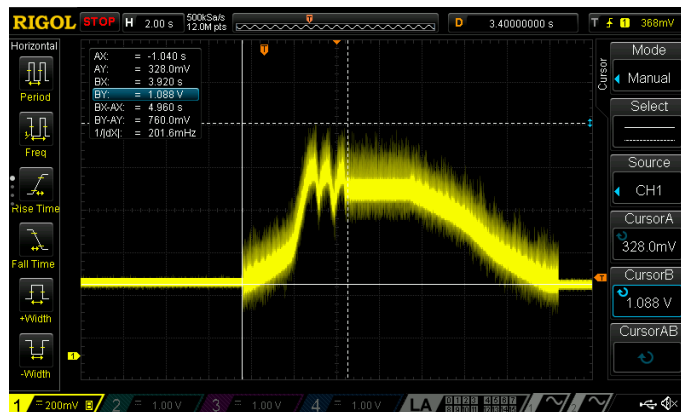 RIGOL STOP H 2.00 s 500kSa/s 12.0M pts D 3.40000000 s T 1 368mV
Horizontal
Period
Freq
Rise Time
Fall Time
+Width
-Width
AX: = -1.040 s
AY: = 328.0mV
BX: = 3.920 s
BY: = 1.088 V
BX-AX: = 4.960 s
BY-AY: = 760.0mV
1/|dX|: = 201.6mHz
T
T
1
Cursor
Mode
Manual
Select
Source
CH1
CursorA
328.0mV
CursorB
1.088 V
CursorAB
1 = 200mV B 2 = 1.00 V 3 = 1.00 V 4 = 1.00 V LA